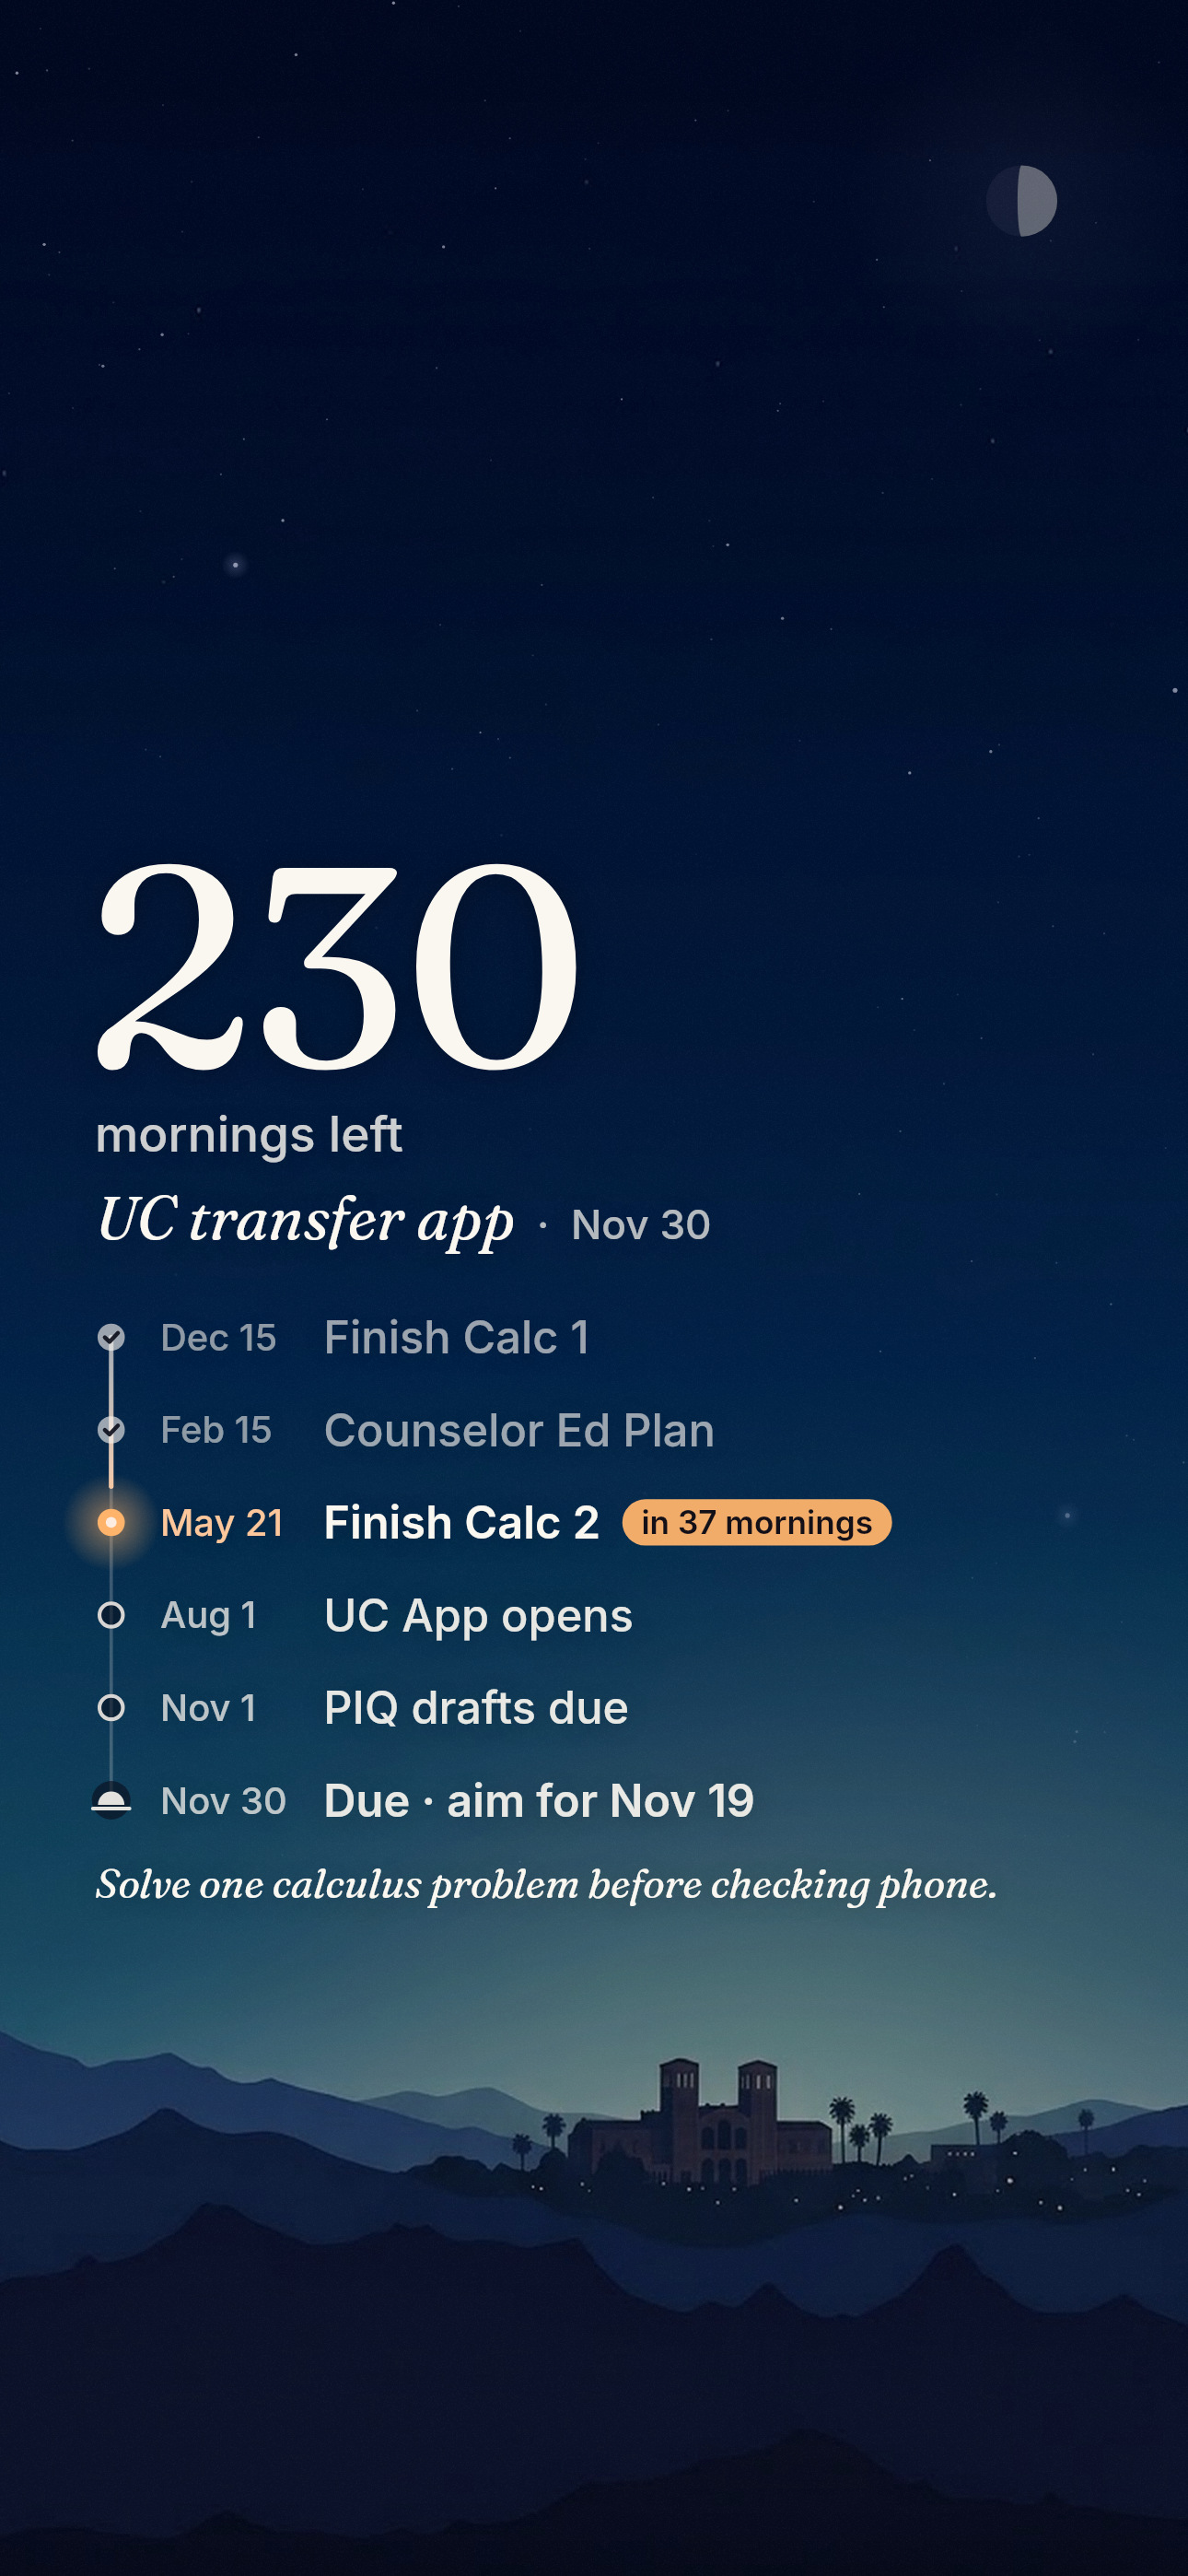 230
mornings left
UC transfer app · Nov 30
Dec 15 Finish Calc 1
Feb 15 Counselor Ed Plan
May 21 Finish Calc 2 in 37 mornings
Aug 1 UC App opens
Nov 1 PIQ drafts due
Nov 30 Due · aim for Nov 19
Solve one calculus problem before checking phone.